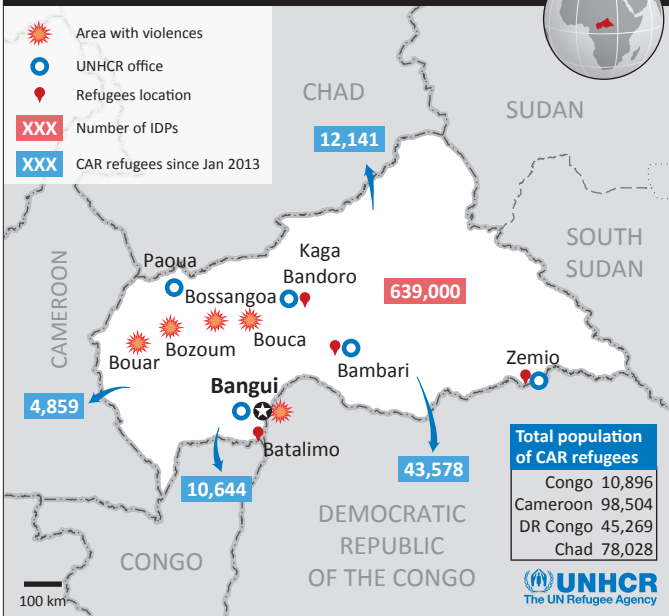 Area with violences
UNHCR office
Refugees location
XXX Number of IDPs
XXX CAR refugees since Jan 2013
CHAD
SUDAN
12,141
SOUTH
SUDAN
CAMEROON
Paoua
Kaga
Bandoro
Bossangoa
639,000
Bouca
Bozoum
Bouar
Bambari
Zemio
Bangui
4,859
Batalimo
43,578
10,644
Total population
of CAR refugees
Congo 10,896
Cameroon 98,504
DR Congo 45,269
Chad 78,028
DEMOCRATIC
REPUBLIC
OF THE CONGO
CONGO
100 km
UNHCR
The UN Refugee Agency